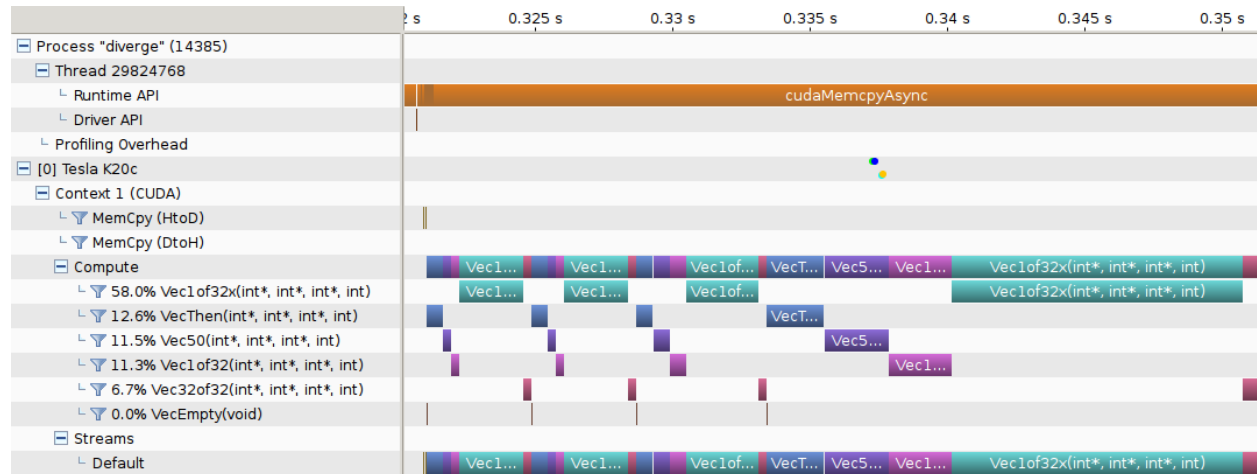 2 s 0.325 s 0.33 s 0.335 s 0.34 s 0.345 s 0.35 s
Process "diverge" (14385)
Thread 29824768
Runtime API cudaMemcpyAsync
Driver API
Profiling Overhead
[0] Tesla K20c
Context 1 (CUDA)
MemCpy (HtoD)
MemCpy (DtoH)
Compute Vec1... Vec1... Vec1of... VecT... Vec5... Vec1... Vec1of32x(int*, int*, int*, int)
58.0% Vec1of32x(int*, int*, int*, int) Vec1... Vec1... Vec1of... Vec1of32x(int*, int*, int*, int)
12.6% VecThen(int*, int*, int*, int) VecT...
11.5% Vec50(int*, int*, int*, int) Vec5...
11.3% Vec1of32(int*, int*, int*, int) Vec1...
6.7% Vec32of32(int*, int*, int*, int)
0.0% VecEmpty(void)
Streams
Default Vec1... Vec1... Vec1of... VecT... Vec5... Vec1... Vec1of32x(int*, int*, int*, int)